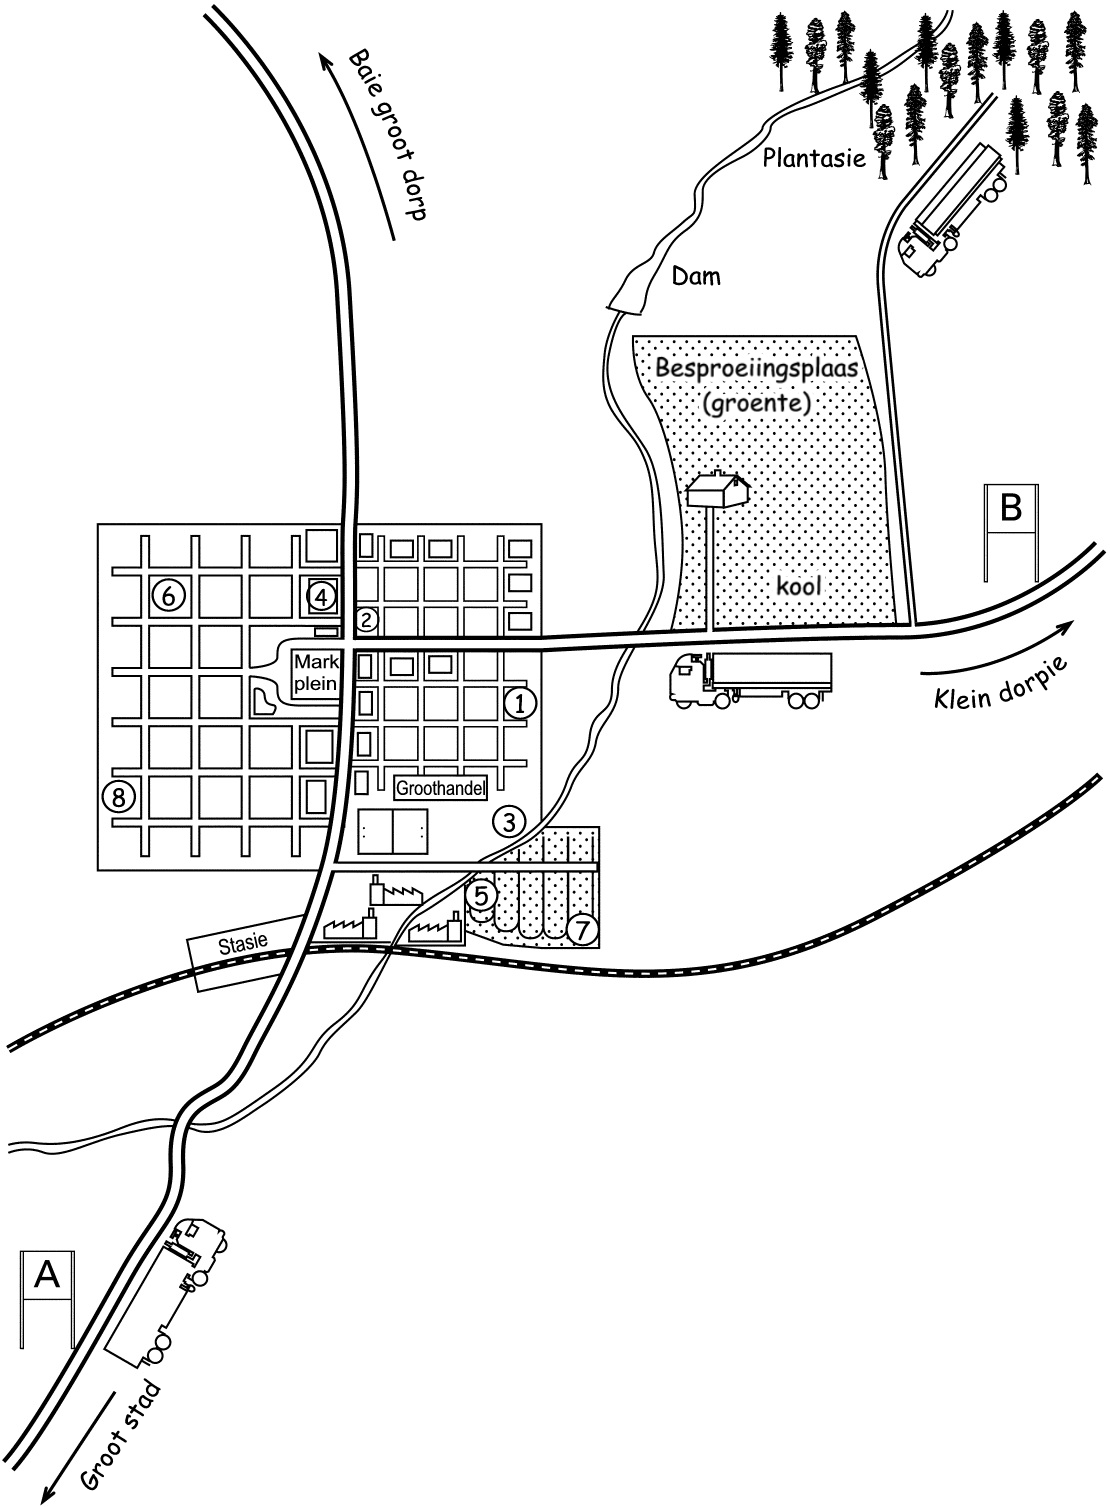 Baie groot dorp
Plantasie
Dam
Besproeiingsplaas
(groente)
B
kool
6
4
2
Mark
plein
Klein dorpie
1
Groothandel
8
3
5
7
Stasie
A
Groot stad